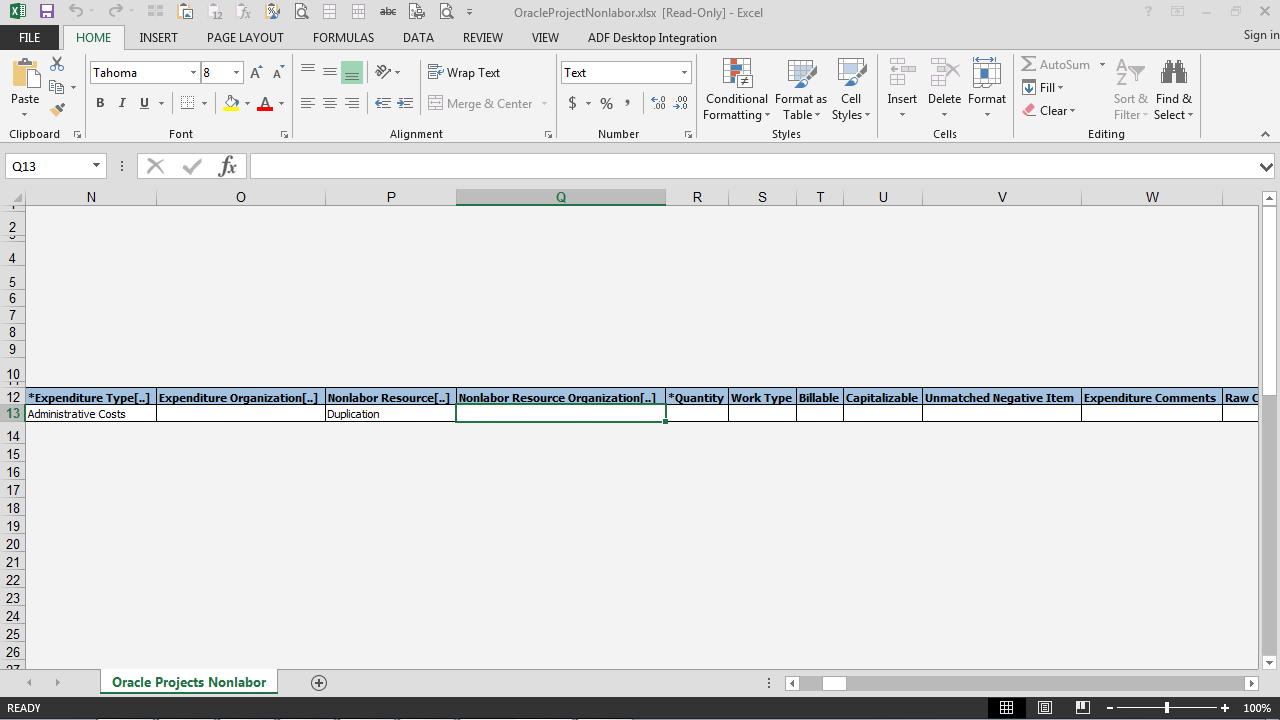 OracleProjectNonlabor.xlsx [Read-Only] - Excel
FILE HOME INSERT PAGE LAYOUT FORMULAS DATA REVIEW VIEW ADF Desktop Integration Sign in
Paste
Clipboard
Tahoma 8
B I U A
Font
Wrap Text
Merge & Center
Alignment
Text
$ % ,
Number
Conditional Formatting
Format as Table
Cell Styles
Styles
Insert Delete Format
Cells
AutoSum
Fill
Clear
Sort & Filter
Find & Select
Editing
Q13 fx
N O P Q R S T U V W
2
4
5
6
7
8
9
10
12 *Expenditure Type[..] Expenditure Organization[..] Nonlabor Resource[..] Nonlabor Resource Organization[..] *Quantity Work Type Billable Capitalizable Unmatched Negative Item Expenditure Comments Raw C
13 Administrative Costs Duplication
14
15
16
17
18
19
20
21
22
23
24
25
26
27
Oracle Projects Nonlabor
READY 100%